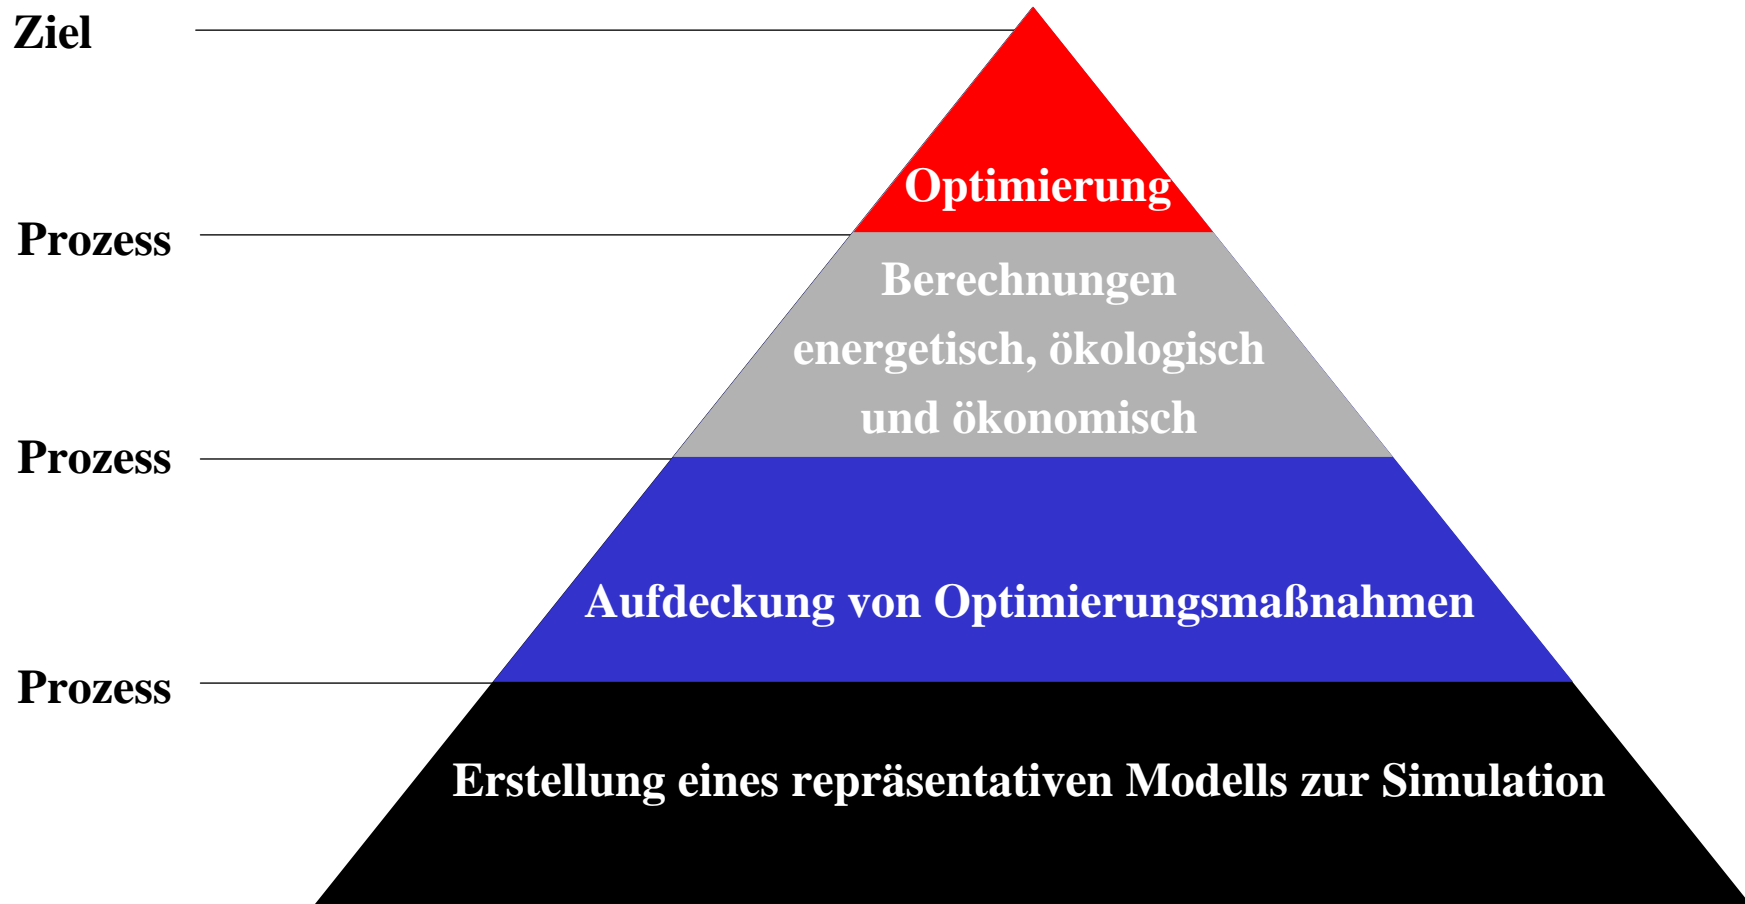 Ziel
Optimierung
Prozess
Berechnungen
energetisch, ökologisch
und ökonomisch
Prozess
Aufdeckung von Optimierungsmaßnahmen
Prozess
Erstellung eines repräsentativen Modells zur Simulation